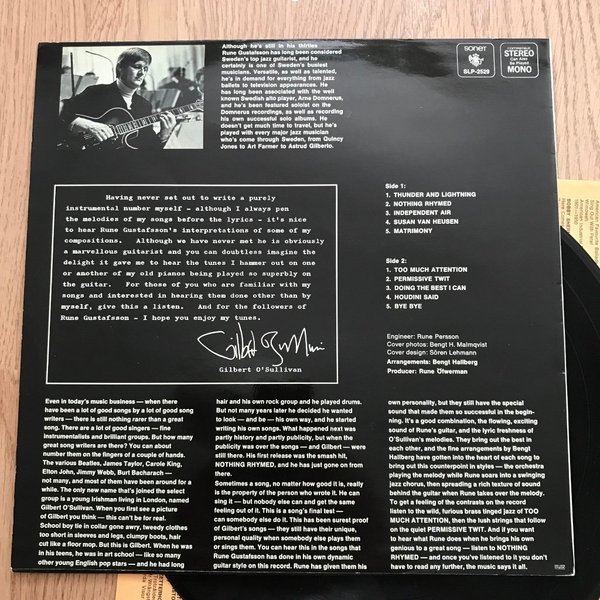 Although he's still in his thirties
Rune Gustafsson has long been considered
Sweden's top jazz guitarist, and he
certainly is one of Sweden's busiest
musicians. Versatile, as well as talented,
he's in demand for everything from jazz
ballets to television appearances. He
has long been associated with the well
known Swedish alto player, Arne Domnerus,
and he's been featured soloist on the
Domnerus recordings, as well as recording
his own successful solo albums. He
doesn't get much time to travel, but he's
played with every major jazz musician
who's come through Sweden, from Quincy
Jones to Art Farmer to Astrud Gilberto.
sonet
SLP-2529
STEREO
Can Also
Be Played
MONO
Having never set out to write a purely
instrumental number myself - although I always pen
the melodies of my songs before the lyrics - it's nice
to hear Rune Gustafsson's interpretations of some of my
compositions. Although we have never met he is obviously
a marvellous guitarist and you can doubtless imagine the
delight it gave me to hear the tunes I hammer out on one
or another of my old pianos being played so superbly on
the guitar. For those of you who are familiar with my
songs and interested in hearing them done other than by
myself, give this a listen. And for the followers of
Rune Gustafsson - I hope you enjoy my tunes.
Gilbert O'Sullivan
Gilbert O'Sullivan
Side 1:
1. THUNDER AND LIGHTNING
2. NOTHING RHYMED
3. INDEPENDENT AIR
4. SUSAN VAN HEUSEN
5. MATRIMONY
Side 2:
1. TOO MUCH ATTENTION
2. PERMISSIVE TWIT
3. DOING THE BEST I CAN
4. HOUDINI SAID
5. BYE BYE
Engineer: Rune Persson
Cover photos: Bengt H. Malmqvist
Cover design: Sören Lehmann
Arrangements: Bengt Hallberg
Producer: Rune Öfwerman
Even in today's music business — when there
have been a lot of good songs by a lot of good song
writers — there is still nothing rarer than a great
song. There are a lot of good singers — fine
instrumentalists and brilliant groups. But how many
great song writers are there? You can about
number them on the fingers of a couple of hands.
The various Beatles, James Taylor, Carole King,
Elton John, Jimmy Webb, Burt Bacharach —
not many, and most of them have been around for a
while. The only new name that's joined the select
group is a young Irishman living in London, named
Gilbert O'Sullivan. When you first see a picture
of Gilbert you think — this can't be for real.
School boy tie in collar gone awry, tweedy clothes
too short in sleeves and legs, clumpy boots, hair
cut like a floor mop. But this is Gilbert. When he was
in his teens, he was in art school — like so many
other young English pop stars — and he had long
hair and his own rock group and he played drums.
But not many years later he decided he wanted
to look — and be — his own way, and he started
writing his own songs. What happened next was
partly history and partly publicity, but when the
publicity was over the songs — and Gilbert — were
still there. His first release was the smash hit,
NOTHING RHYMED, and he has just gone on from
there.
Sometimes a song, no matter how good it is, really
is the property of the person who wrote it. He can
sing it — but nobody else can and get the same
feeling out of it. This is a song's final test —
can somebody else do it. This has been surest proof
of Gilbert's songs — they still have their unique,
personal quality when somebody else plays them
or sings them. You can hear this in the songs that
Rune Gustafsson has done in his own dynamic
guitar style on this record. Rune has given them his
own personality, but they still have the special
sound that made them so successful in the begin-
ning. It's a good combination, the flowing, exciting
sound of Rune's guitar, and the lyric freshness of
O'Sullivan's melodies. They bring out the best in
each other, and the fine arrangements by Bengt
Hallberg have gotten into the heart of each song to
bring out this counterpoint in styles — the orchestra
playing the melody while Rune soars into a swinging
jazz chorus, then spreading a rich texture of sound
behind the guitar when Rune takes over the melody.
To get a feeling of the contrasts on the record
listen to the wild, furious brass tinged jazz of TOO
MUCH ATTENTION, then the lush strings that follow
on the quiet PERMISSIVE TWIT. And if you want
to hear what Rune does when he brings his own
genious to a great song — listen to NOTHING
RHYMED — and once you've listened to it you don't
have to read any further, the music says it all.